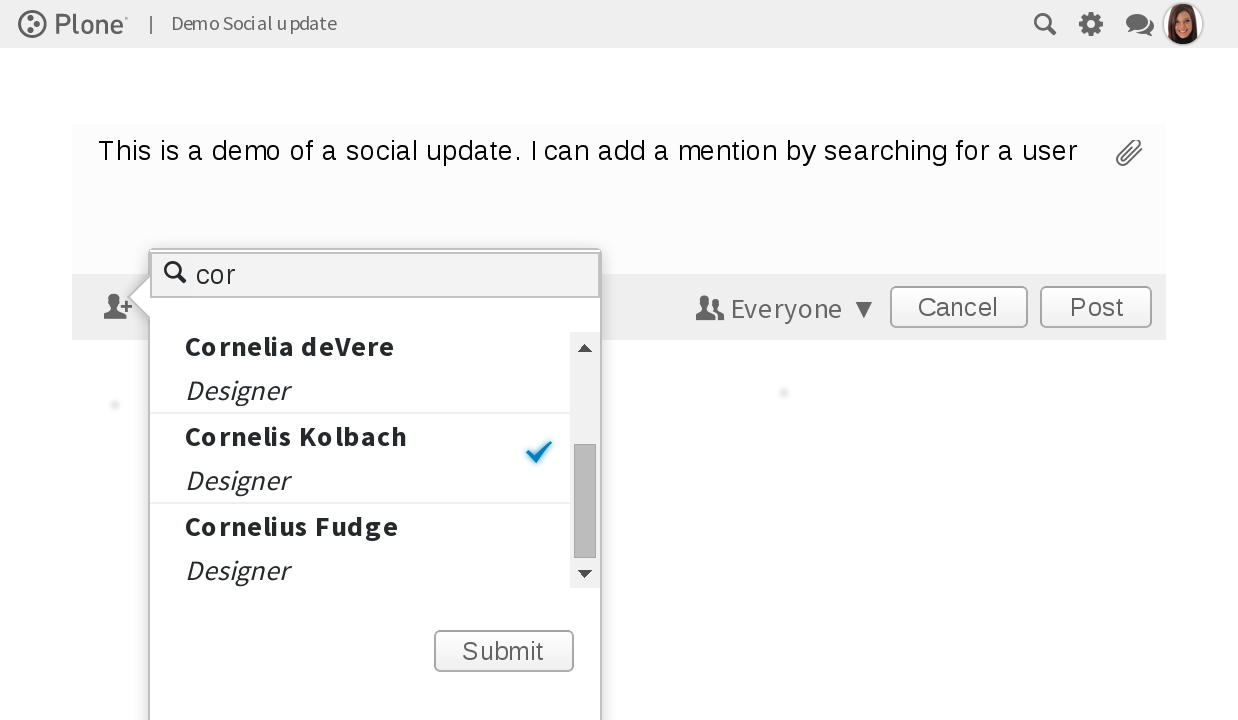 Plone | Demo Social update
This is a demo of a social update. I can add a mention by searching for a user
cor
Everyone ▼ Cancel Post
Cornelia deVere
Designer
Cornelis Kolbach
Designer
Cornelius Fudge
Designer
Submit